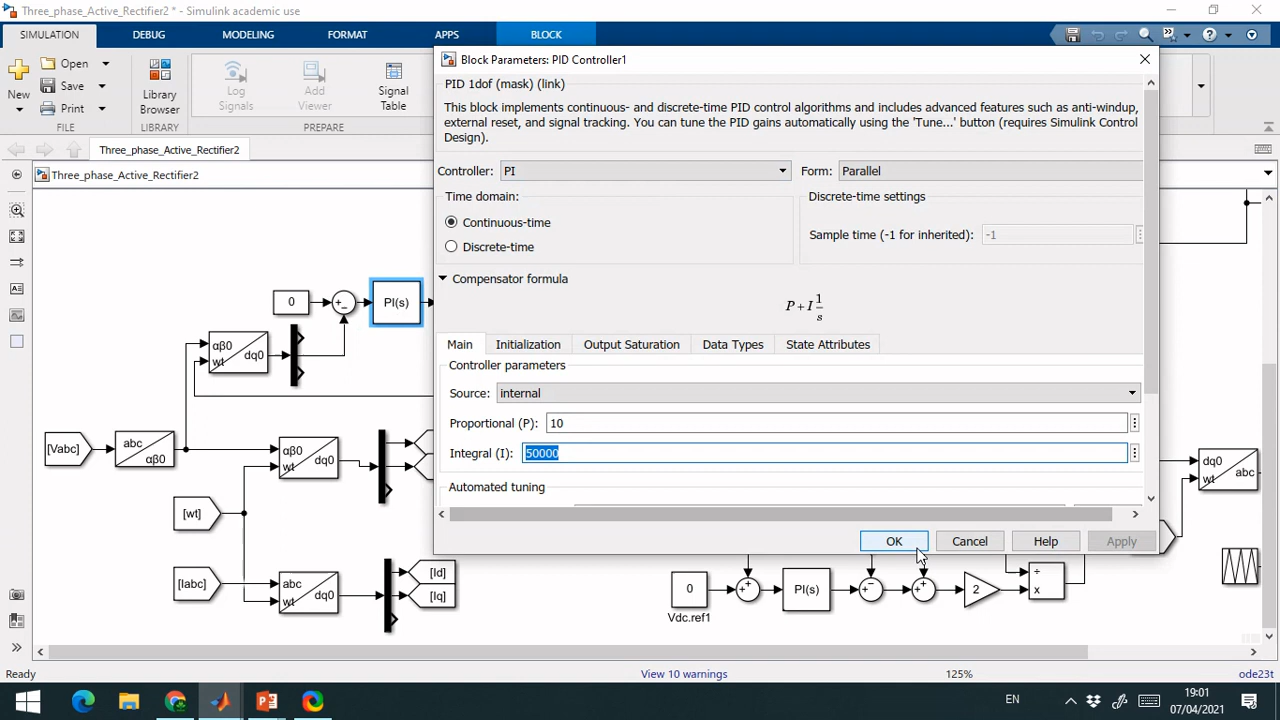 Three_phase_Active_Rectifier2 * - Simulink academic use
SIMULATION
DEBUG
MODELING
FORMAT
APPS
BLOCK
New
Open
Save
Print
FILE
Library
Browser
LIBRARY
Log
Signals
Add
Viewer
Signal
Table
PREPARE
Three_phase_Active_Rectifier2
Three_phase_Active_Rectifier2
Block Parameters: PID Controller1
PID 1dof (mask) (link)
This block implements continuous- and discrete-time PID control algorithms and includes advanced features such as anti-windup,
external reset, and signal tracking. You can tune the PID gains automatically using the 'Tune...' button (requires Simulink Control
Design).
Controller: PI
Form: Parallel
Time domain:
Continuous-time
Discrete-time
Discrete-time settings
Sample time (-1 for inherited): -1
Compensator formula
P + I 1/s
Main
Initialization
Output Saturation
Data Types
State Attributes
Controller parameters
Source: internal
Proportional (P): 10
Integral (I): 50000
Automated tuning
OK
Cancel
Help
Apply
0
+
−
PI(s)
αβ0
wt
dq0
[Vabc]
abc
αβ0
αβ0
wt
dq0
[wt]
[Iabc]
abc
wt
dq0
[Id]
[Iq]
0
Vdc.ref1
PI(s)
2
÷
x
dq0
wt
abc
Ready
View 10 warnings
125%
ode23t
EN
19:01
07/04/2021